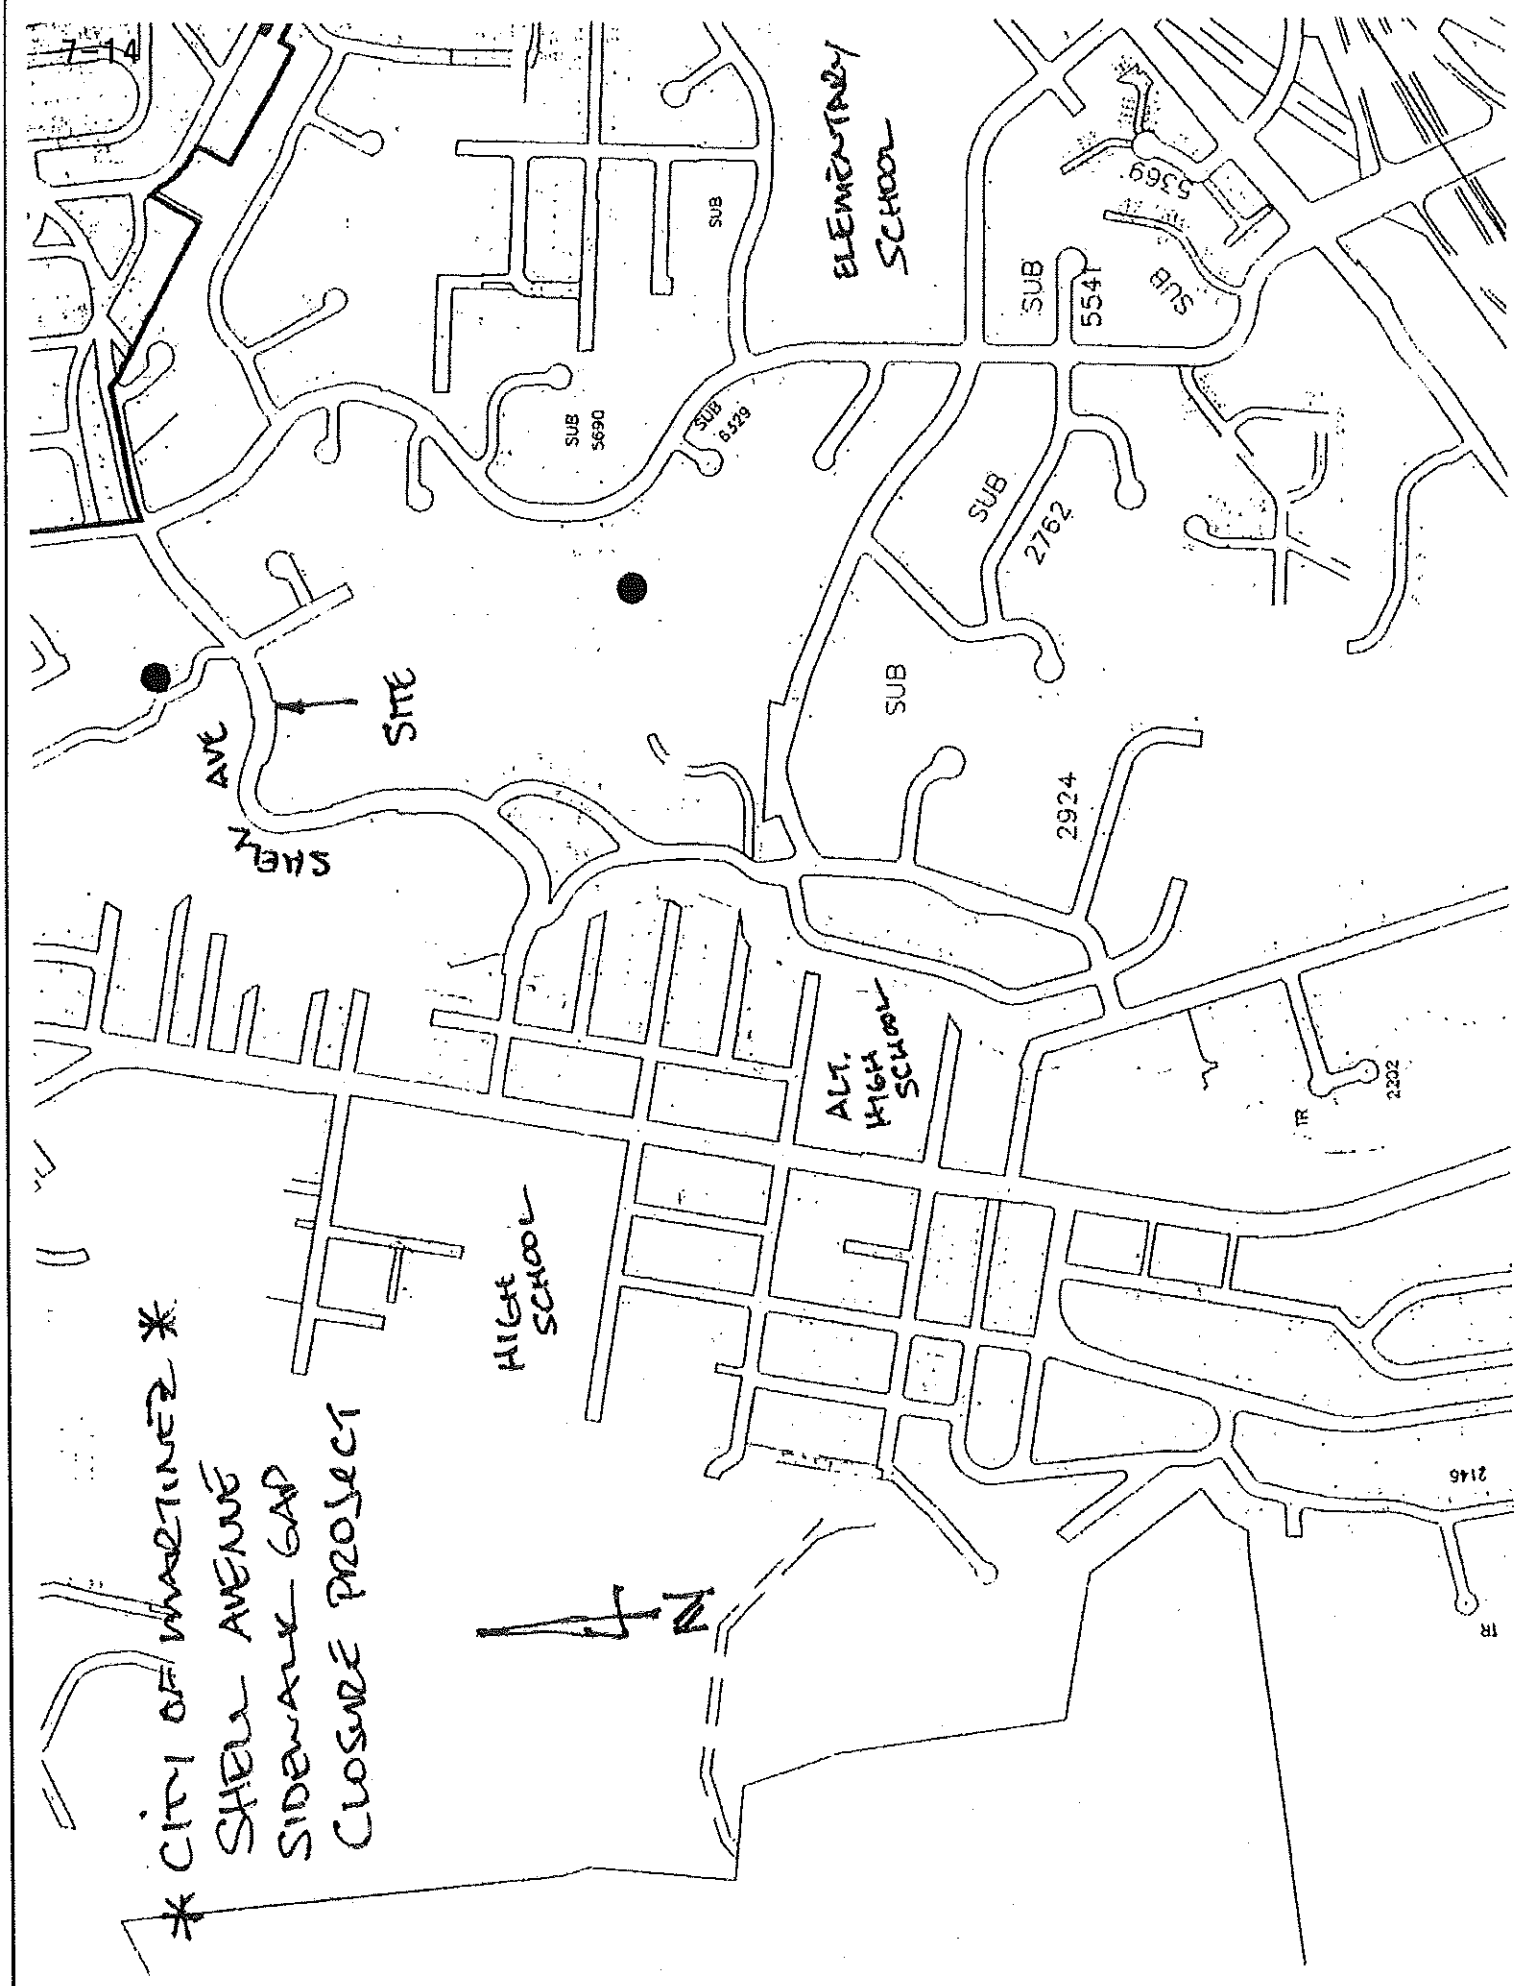 7-14
* CITY OF MARTINEZ *
SHELL AVENUE
SIDEWALK GAP
CLOSURE PROJECT
N
HIGH
SCHOOL
ALT.
HIGH
SCHOOL
SHELL
AVE
SITE
ELEMENTARY
SCHOOL
SUB
SUB
5690
SUB
6329
SUB
5541
SUB
5369
SUB
2762
SUB
2924
TR
2202
2146
TR